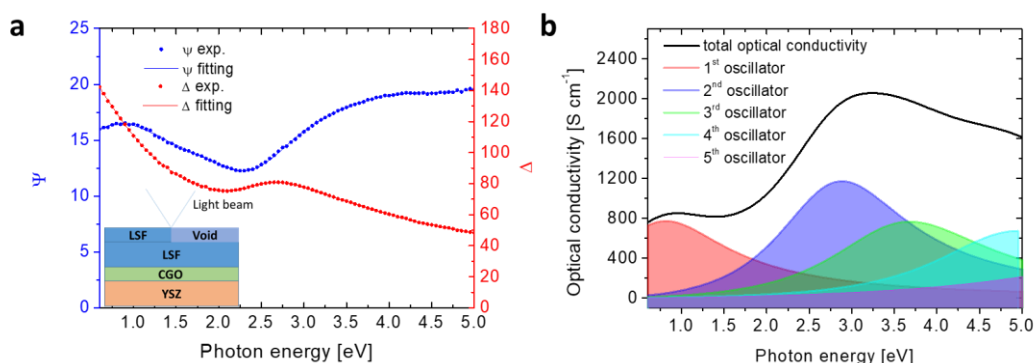 a
25
20
15
10
5
0
Ψ
180
160
140
120
100
80
60
40
20
0
Δ
Ψ exp.
Ψ fitting
Δ exp.
Δ fitting
Light beam
LSF Void
LSF
CGO
YSZ
1.0 1.5 2.0 2.5 3.0 3.5 4.0 4.5 5.0
Photon energy [eV]
b
Optical conductivity [S cm⁻¹]
2400
2000
1600
1200
800
400
0
total optical conductivity
1ˢᵗ oscillator
2ⁿᵈ oscillator
3ʳᵈ oscillator
4ᵗʰ oscillator
5ᵗʰ oscillator
1.0 1.5 2.0 2.5 3.0 3.5 4.0 4.5 5.0
Photon energy [eV]